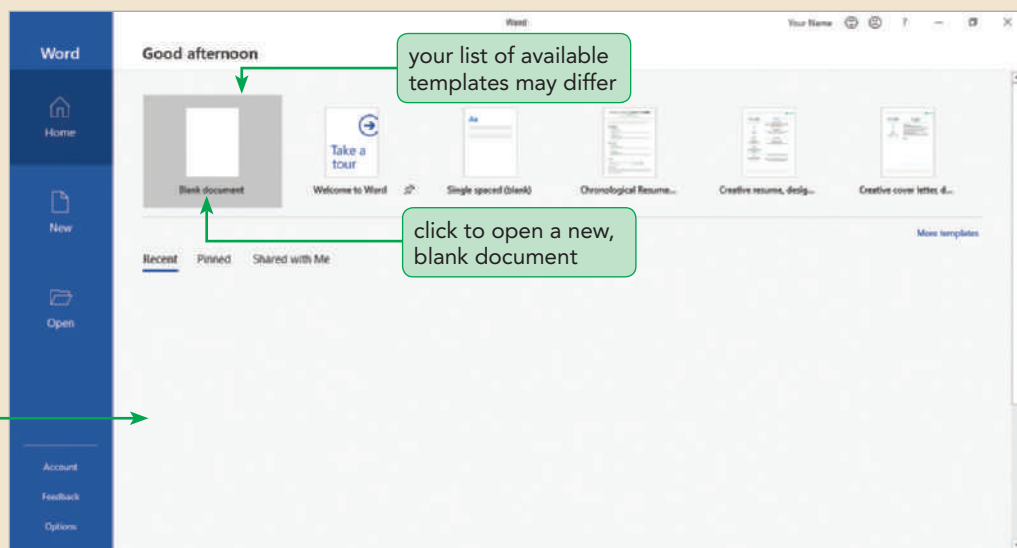 Word
Your Name
?
Word
Good afternoon
your list of available
templates may differ
Home
Aa
Take a
tour
Blank document
Welcome to Word
Single spaced (blank)
Chronological Resume...
Creative resume, desig...
Creative cover letter, d...
New
click to open a new,
blank document
More templates
Recent
Pinned
Shared with Me
Open
Account
Feedback
Options